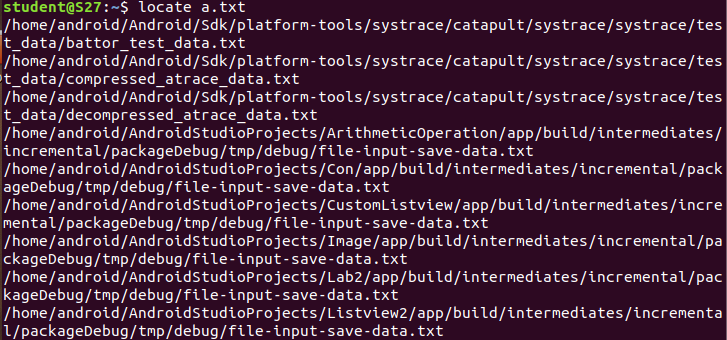 student@S27:~$ locate a.txt
/home/android/Android/Sdk/platform-tools/systrace/catapult/systrace/systrace/tes
t_data/battor_test_data.txt
/home/android/Android/Sdk/platform-tools/systrace/catapult/systrace/systrace/tes
t_data/compressed_atrace_data.txt
/home/android/Android/Sdk/platform-tools/systrace/catapult/systrace/systrace/tes
t_data/decompressed_atrace_data.txt
/home/android/AndroidStudioProjects/ArithmeticOperation/app/build/intermediates/
incremental/packageDebug/tmp/debug/file-input-save-data.txt
/home/android/AndroidStudioProjects/Con/app/build/intermediates/incremental/pack
ageDebug/tmp/debug/file-input-save-data.txt
/home/android/AndroidStudioProjects/CustomListview/app/build/intermediates/incre
mental/packageDebug/tmp/debug/file-input-save-data.txt
/home/android/AndroidStudioProjects/Image/app/build/intermediates/incremental/pa
ckageDebug/tmp/debug/file-input-save-data.txt
/home/android/AndroidStudioProjects/Lab2/app/build/intermediates/incremental/pac
kageDebug/tmp/debug/file-input-save-data.txt
/home/android/AndroidStudioProjects/Listview2/app/build/intermediates/incrementa
l/packageDebug/tmp/debug/file-input-save-data.txt